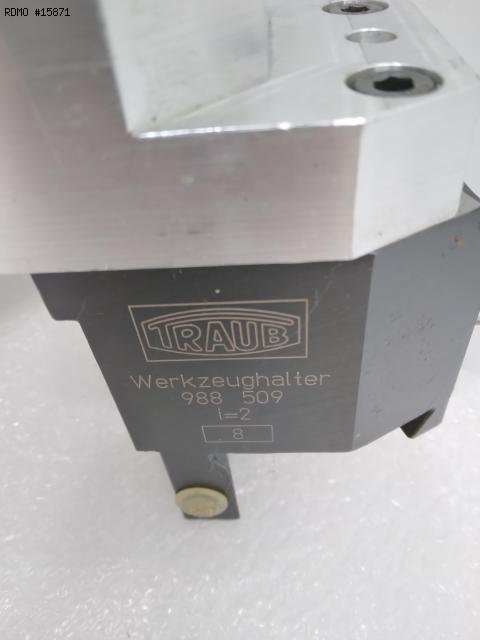 RDMO #15871
TRAUB
Werkzeughalter
988 509
i=2
8